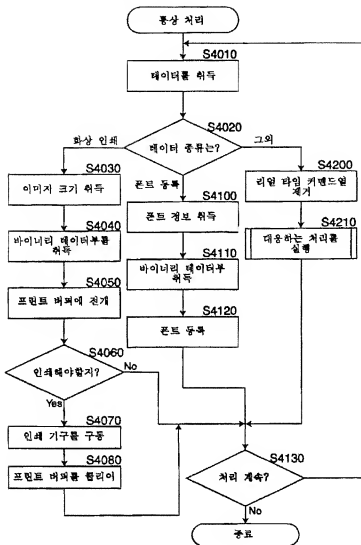 통상 처리
S4010
데이터를 취득
S4020
데이터 종류는?
화상 인쇄
폰트 등록
그외
S4030
이미지 크기 취득
S4040
바이너리 데이터부를
취득
S4050
프린트 버퍼에 전개
S4060
인쇄해야할지?
No
Yes
S4070
인쇄 기구를 구동
S4080
프린트 버퍼를 클리어
S4100
폰트 정보 취득
S4110
바이너리 데이터부
취득
S4120
폰트 등록
S4200
리얼 타임 커맨드열
제거
S4210
대응하는 처리를
실행
S4130
처리 계속?
No
종료